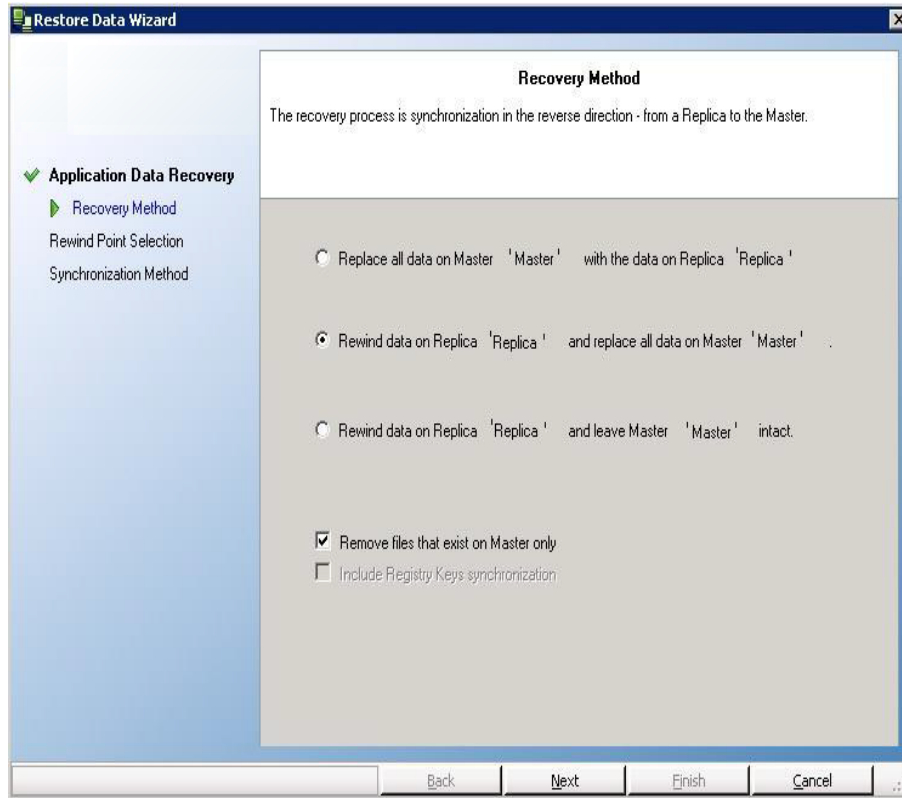 Restore Data Wizard
Recovery Method
The recovery process is synchronization in the reverse direction - from a Replica to the Master.
Application Data Recovery
Recovery Method
Rewind Point Selection
Synchronization Method
Replace all data on Master 'Master' with the data on Replica 'Replica '
Rewind data on Replica 'Replica ' and replace all data on Master 'Master' .
Rewind data on Replica 'Replica ' and leave Master 'Master' intact.
Remove files that exist on Master only
Include Registry Keys synchronization
Back Next Finish Cancel